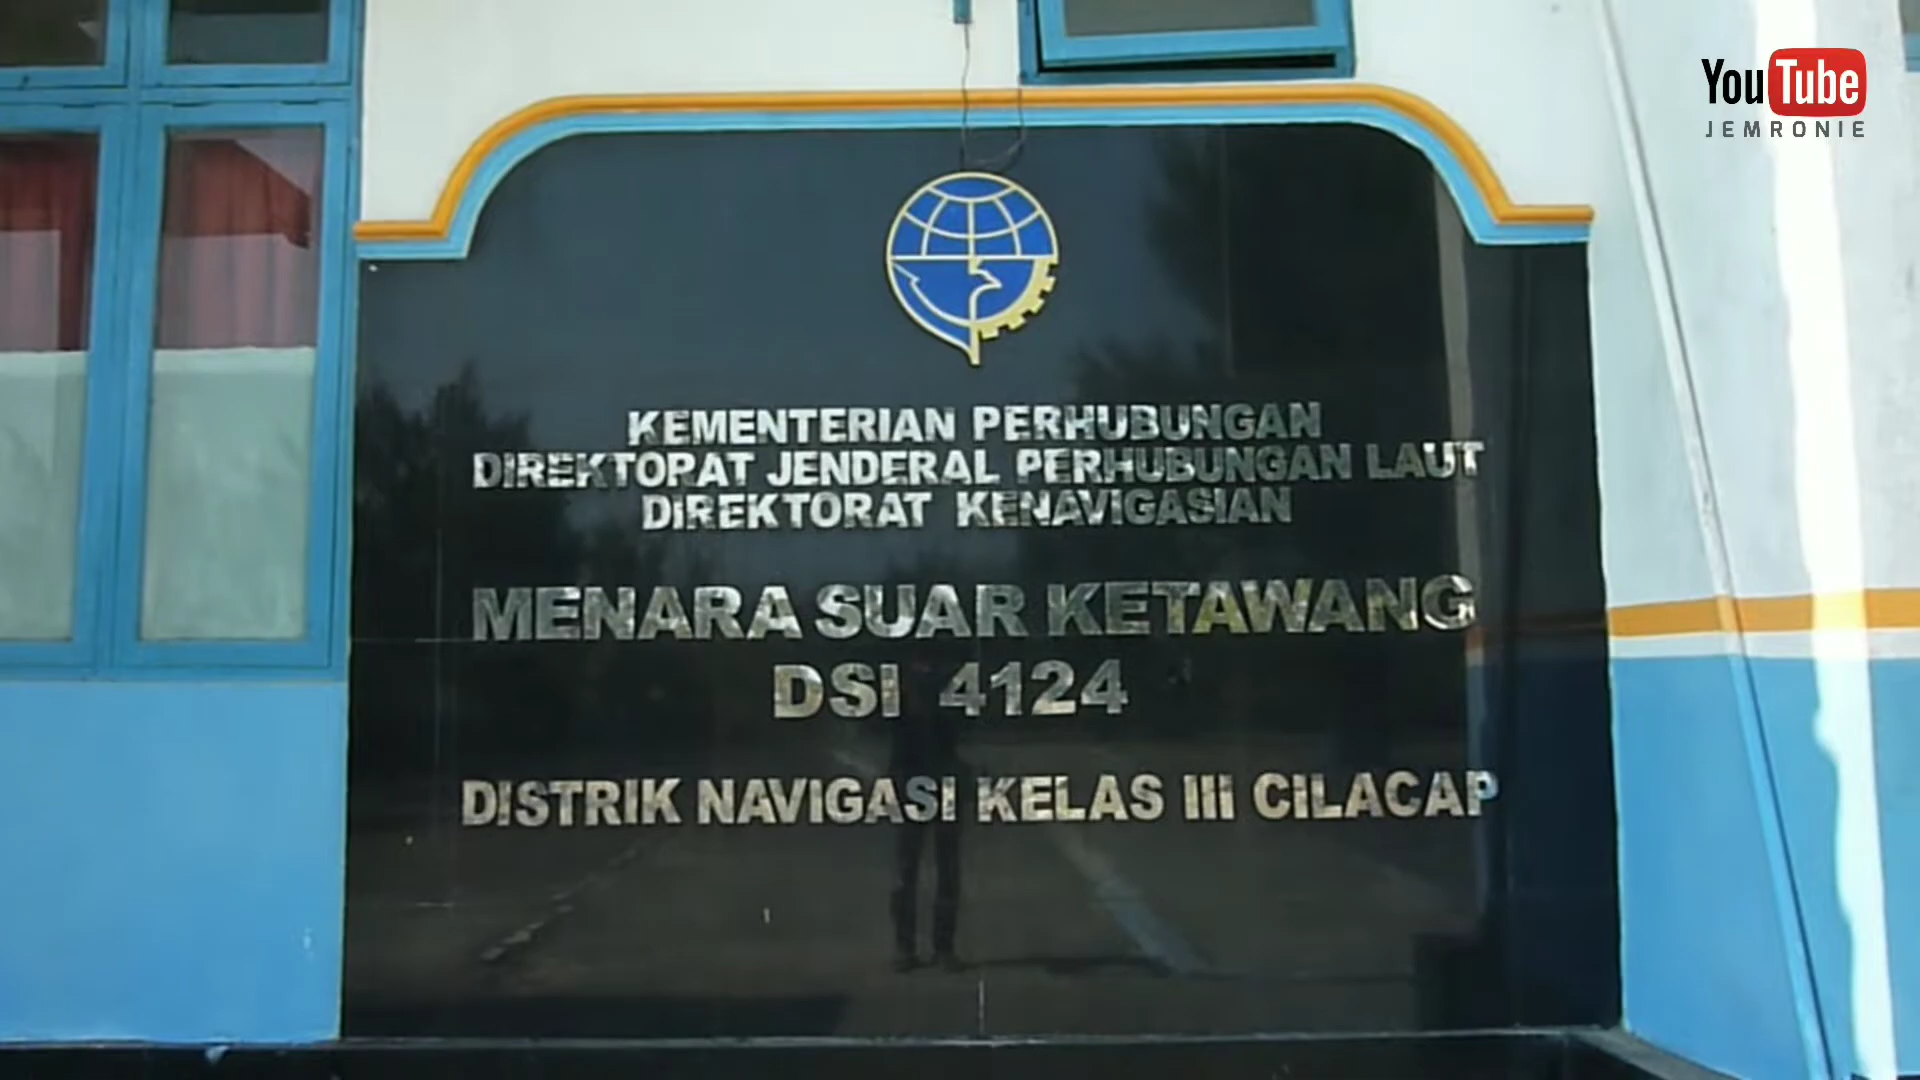 YouTube
JEMRONIE
KEMENTERIAN PERHUBUNGAN
DIREKTORAT JENDERAL PERHUBUNGAN LAUT
DIREKTORAT KENAVIGASIAN
MENARA SUAR KETAWANG
DSI 4124
DISTRIK NAVIGASI KELAS III CILACAP